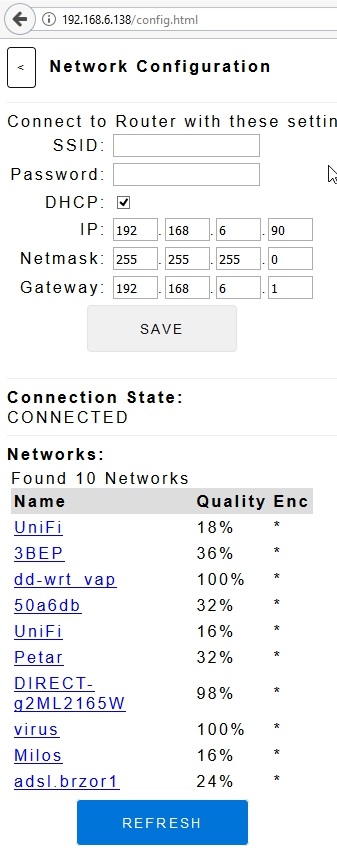 192.168.6.138/config.html
< Network Configuration
Connect to Router with these settin
SSID:
Password:
DHCP:
IP: 192 . 168 . 6 . 90
Netmask: 255 . 255 . 255 . 0
Gateway: 192 . 168 . 6 . 1
SAVE
Connection State:
CONNECTED
Networks:
Found 10 Networks
Name Quality Enc
UniFi 18% *
3BEP 36% *
dd-wrt_vap 100% *
50a6db 32% *
UniFi 16% *
Petar 32% *
DIRECT-
g2ML2165W 98% *
virus 100% *
Milos 16% *
adsl.brzor1 24% *
REFRESH